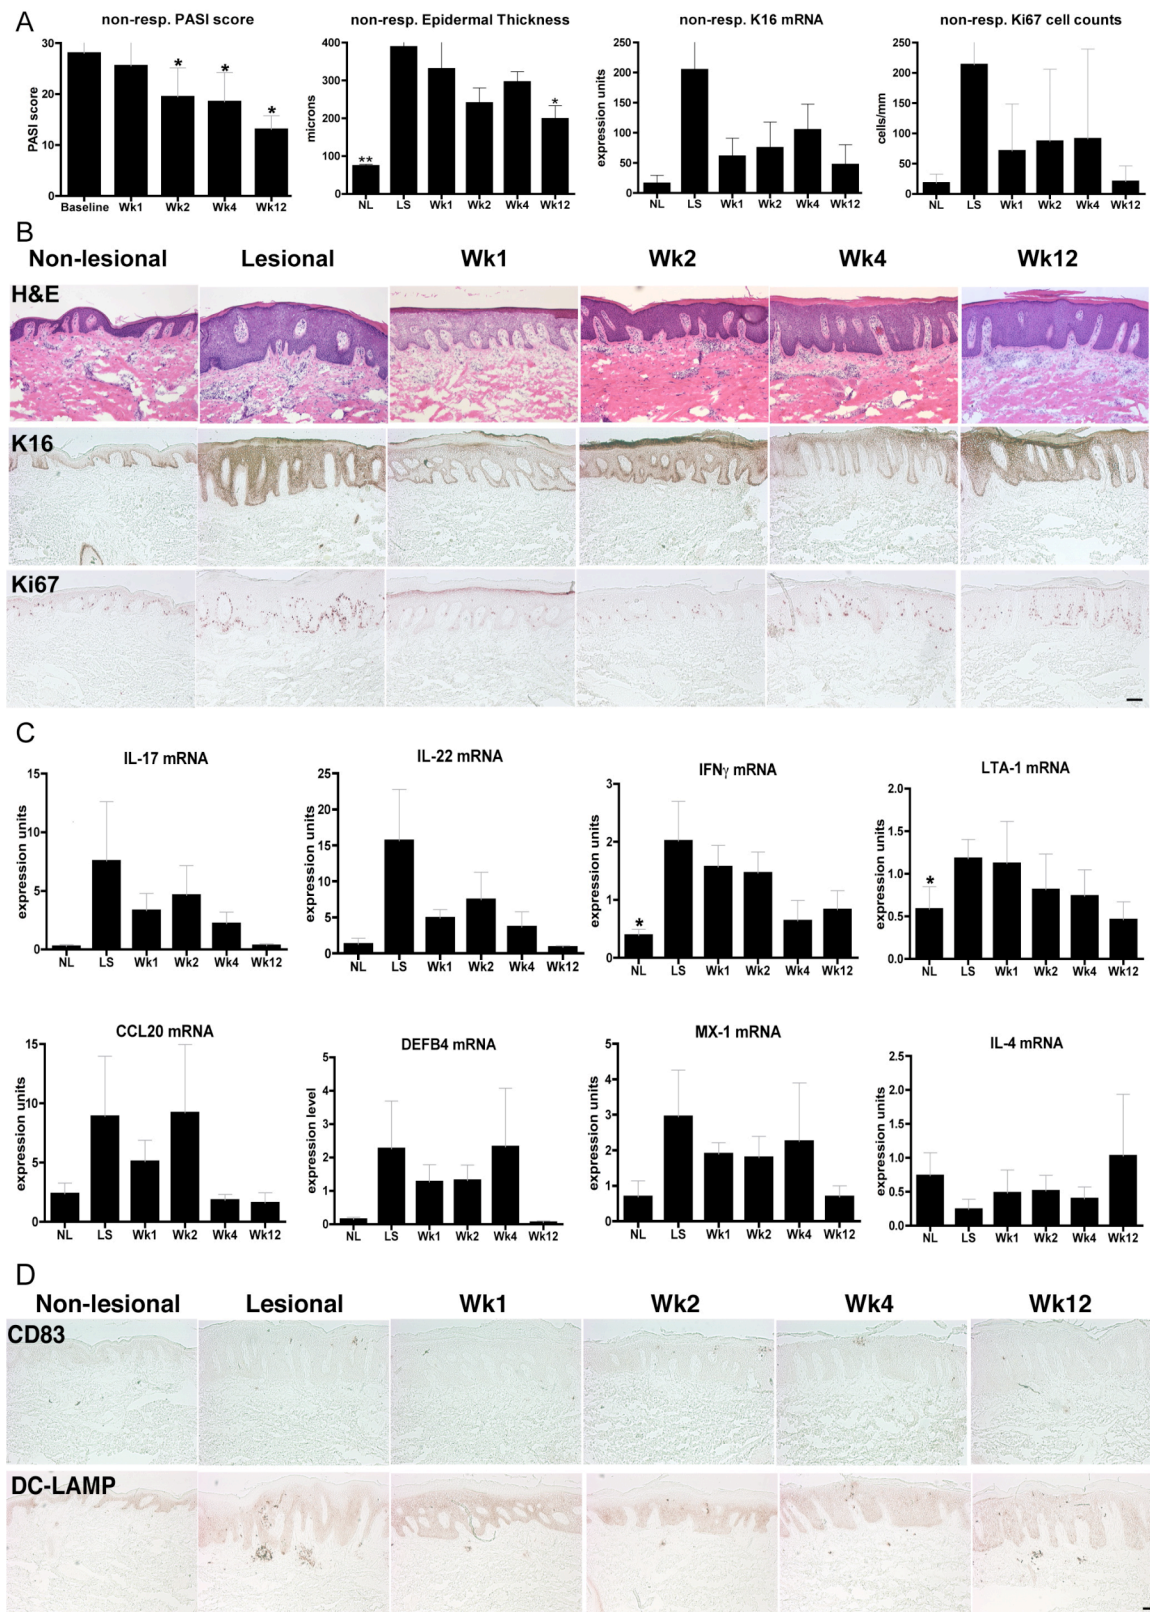 A
non-resp. PASI score
PASI score
30
20
10
0
Baseline Wk1 Wk2 Wk4 Wk12
* * *
non-resp. Epidermal Thickness
microns
400
300
200
100
0
NL LS Wk1 Wk2 Wk4 Wk12
** *
non-resp. K16 mRNA
expression units
250
200
150
100
50
0
NL LS Wk1 Wk2 Wk4 Wk12
non-resp. Ki67 cell counts
cells/mm
250
200
150
100
50
0
NL LS Wk1 Wk2 Wk4 Wk12
B
Non-lesional Lesional Wk1 Wk2 Wk4 Wk12
H&E
K16
Ki67
C
IL-17 mRNA
expression units
15
10
5
0
NL LS Wk1 Wk2 Wk4 Wk12
IL-22 mRNA
expression units
25
20
15
10
5
0
NL LS Wk1 Wk2 Wk4 Wk12
IFNγ mRNA
expression units
3
2
1
0
*
NL LS Wk1 Wk2 Wk4 Wk12
LTA-1 mRNA
expression units
2.0
1.5
1.0
0.5
0.0
*
NL LS Wk1 Wk2 Wk4 Wk12
CCL20 mRNA
expression units
15
10
5
0
NL LS Wk1 Wk2 Wk4 Wk12
DEFB4 mRNA
expression level
5
4
3
2
1
0
NL LS Wk1 Wk2 Wk4 Wk12
MX-1 mRNA
expression units
5
4
3
2
1
0
NL LS Wk1 Wk2 Wk4 Wk12
IL-4 mRNA
expression units
2.5
2.0
1.5
1.0
0.5
0.0
NL LS Wk1 Wk2 Wk4 Wk12
D
Non-lesional Lesional Wk1 Wk2 Wk4 Wk12
CD83
DC-LAMP